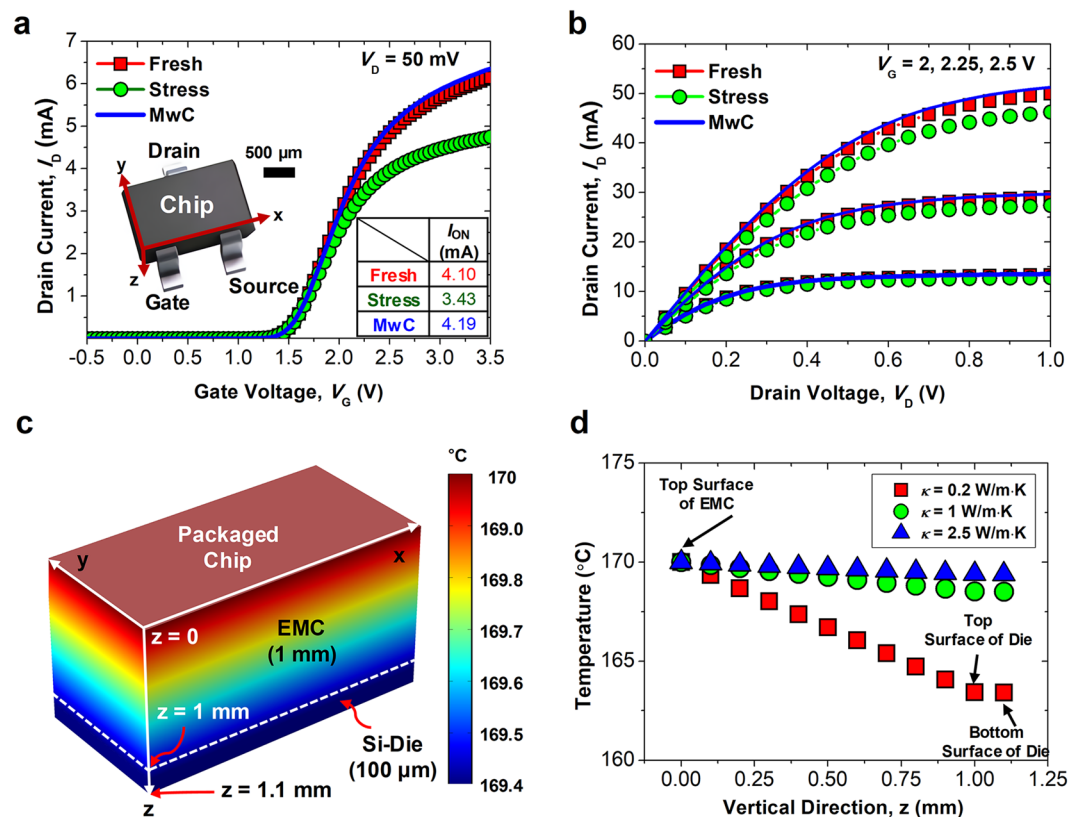 a
Drain Current, I_D (mA)
7
6
5
4
3
2
1
0
Fresh
Stress
MwC
V_D = 50 mV
Drain
500 µm
y
Chip
x
z
Gate
Source
I_ON
(mA)
Fresh 4.10
Stress 3.43
MwC 4.19
-0.5 0.0 0.5 1.0 1.5 2.0 2.5 3.0 3.5
Gate Voltage, V_G (V)
b
Drain Current, I_D (mA)
60
50
40
30
20
10
0
Fresh
Stress
MwC
V_G = 2, 2.25, 2.5 V
0.0 0.2 0.4 0.6 0.8 1.0
Drain Voltage, V_D (V)
c
°C
170
169.0
169.8
169.7
169.6
169.5
169.4
Packaged
Chip
y
x
z = 0
EMC
(1 mm)
z = 1 mm
Si-Die
(100 µm)
z
z = 1.1 mm
d
Temperature (°C)
175
170
165
160
Top Surface
of EMC
κ = 0.2 W/m·K
κ = 1 W/m·K
κ = 2.5 W/m·K
Top
Surface of Die
Bottom
Surface of Die
0.00 0.25 0.50 0.75 1.00 1.25
Vertical Direction, z (mm)